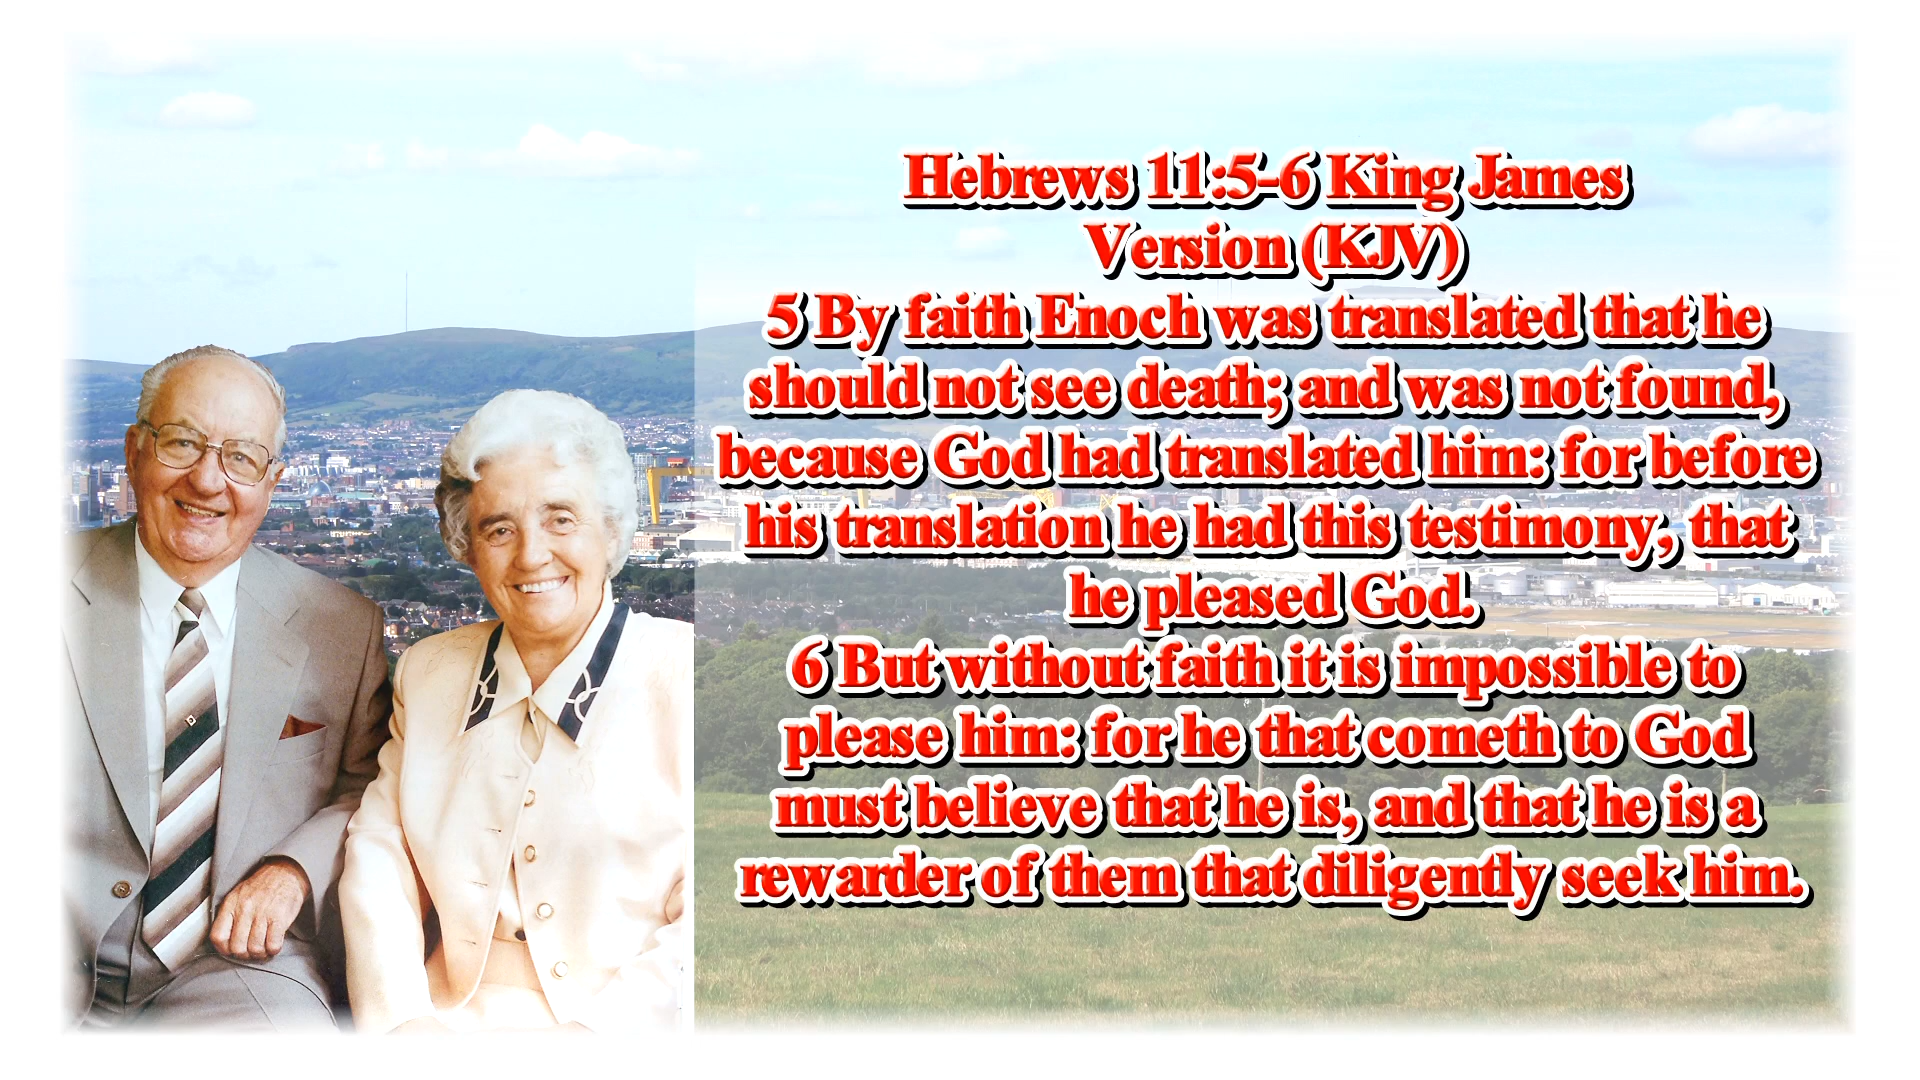 Hebrews 11:5-6 King James
Version (KJV)
5 By faith Enoch was translated that he
should not see death; and was not found,
because God had translated him: for before
his translation he had this testimony, that
he pleased God.
6 But without faith it is impossible to
please him: for he that cometh to God
must believe that he is, and that he is a
rewarder of them that diligently seek him.